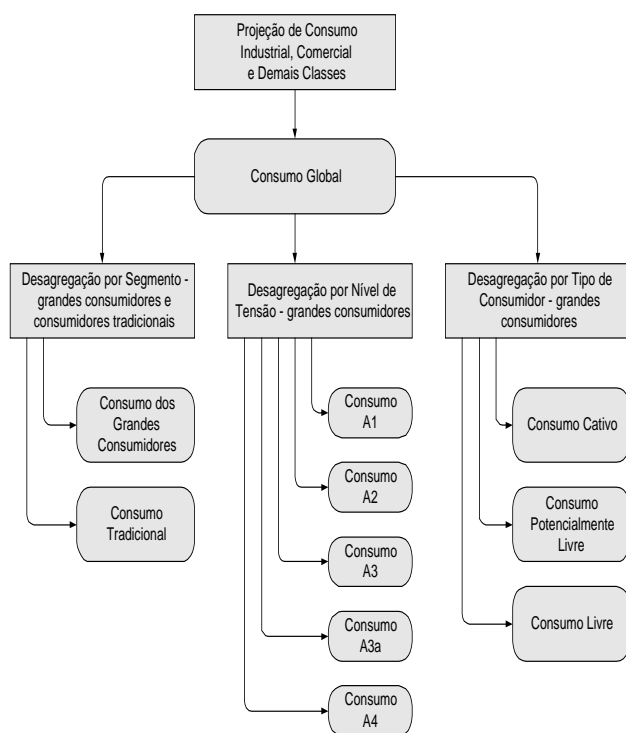 Projeção de Consumo
Industrial, Comercial
e Demais Classes
Consumo Global
Desagregação por Segmento -
grandes consumidores e
consumidores tradicionais
Consumo dos
Grandes
Consumidores
Consumo
Tradicional
Desagregação por Nível de
Tensão - grandes consumidores
Consumo
A1
Consumo
A2
Consumo
A3
Consumo
A3a
Consumo
A4
Desagregação por Tipo de
Consumidor - grandes
consumidores
Consumo Cativo
Consumo
Potencialmente
Livre
Consumo Livre